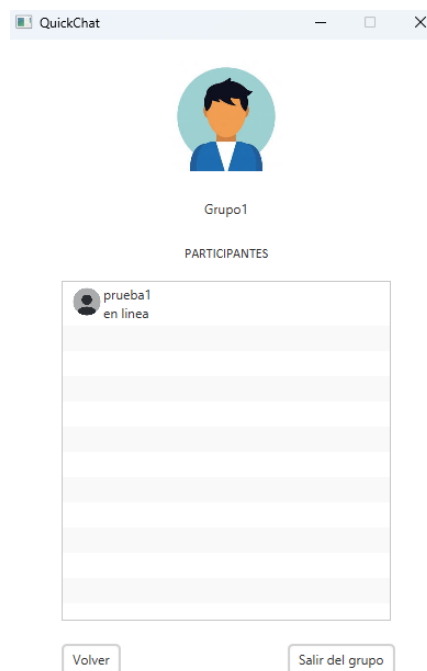 QuickChat
Grupo1
PARTICIPANTES
prueba1
en linea
Volver
Salir del grupo